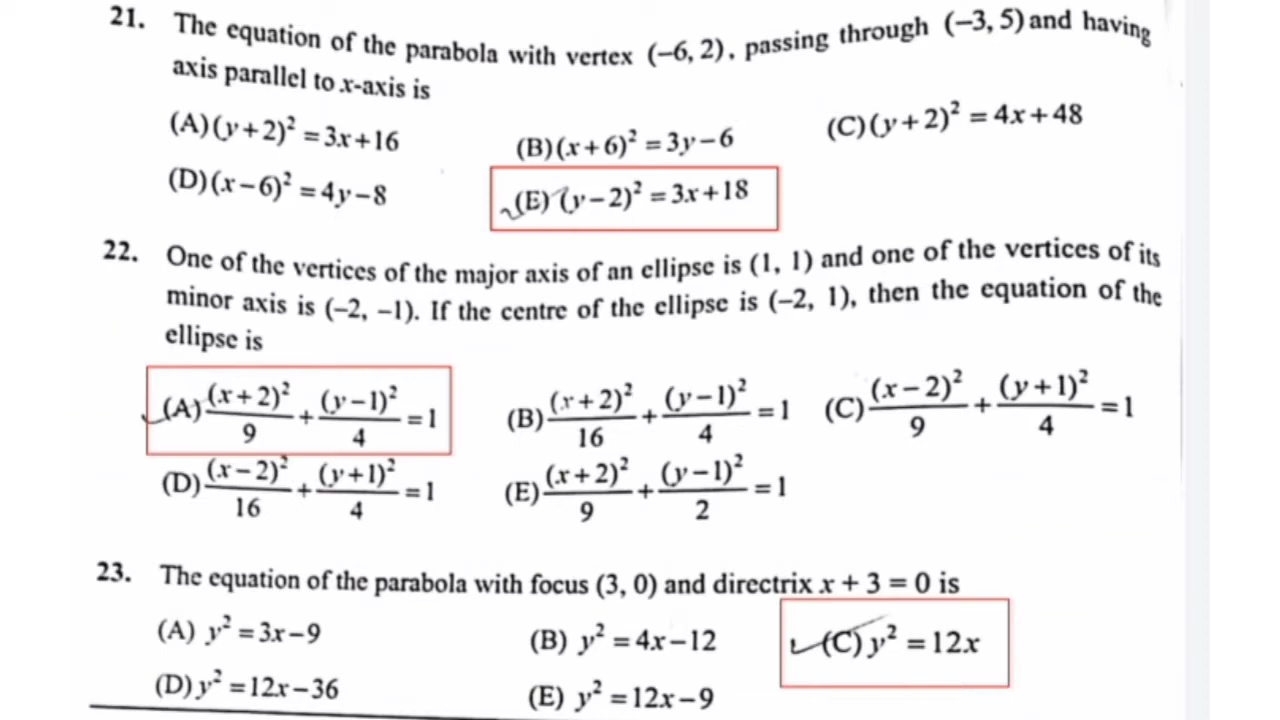 21. The equation of the parabola with vertex (−6, 2), passing through (−3, 5) and having
axis parallel to x-axis is
(A) (y+2)² = 3x+16 (B) (x+6)² = 3y−6 (C) (y+2)² = 4x+48
(D) (x−6)² = 4y−8 (E) (y−2)² = 3x+18
22. One of the vertices of the major axis of an ellipse is (1, 1) and one of the vertices of its
minor axis is (−2, −1). If the centre of the ellipse is (−2, 1), then the equation of the
ellipse is
(A) (x+2)²/9 + (y−1)²/4 = 1 (B) (x+2)²/16 + (y−1)²/4 = 1 (C) (x−2)²/9 + (y+1)²/4 = 1
(D) (x−2)²/16 + (y+1)²/4 = 1 (E) (x+2)²/9 + (y−1)²/2 = 1
23. The equation of the parabola with focus (3, 0) and directrix x + 3 = 0 is
(A) y² = 3x−9 (B) y² = 4x−12 (C) y² = 12x
(D) y² = 12x−36 (E) y² = 12x−9